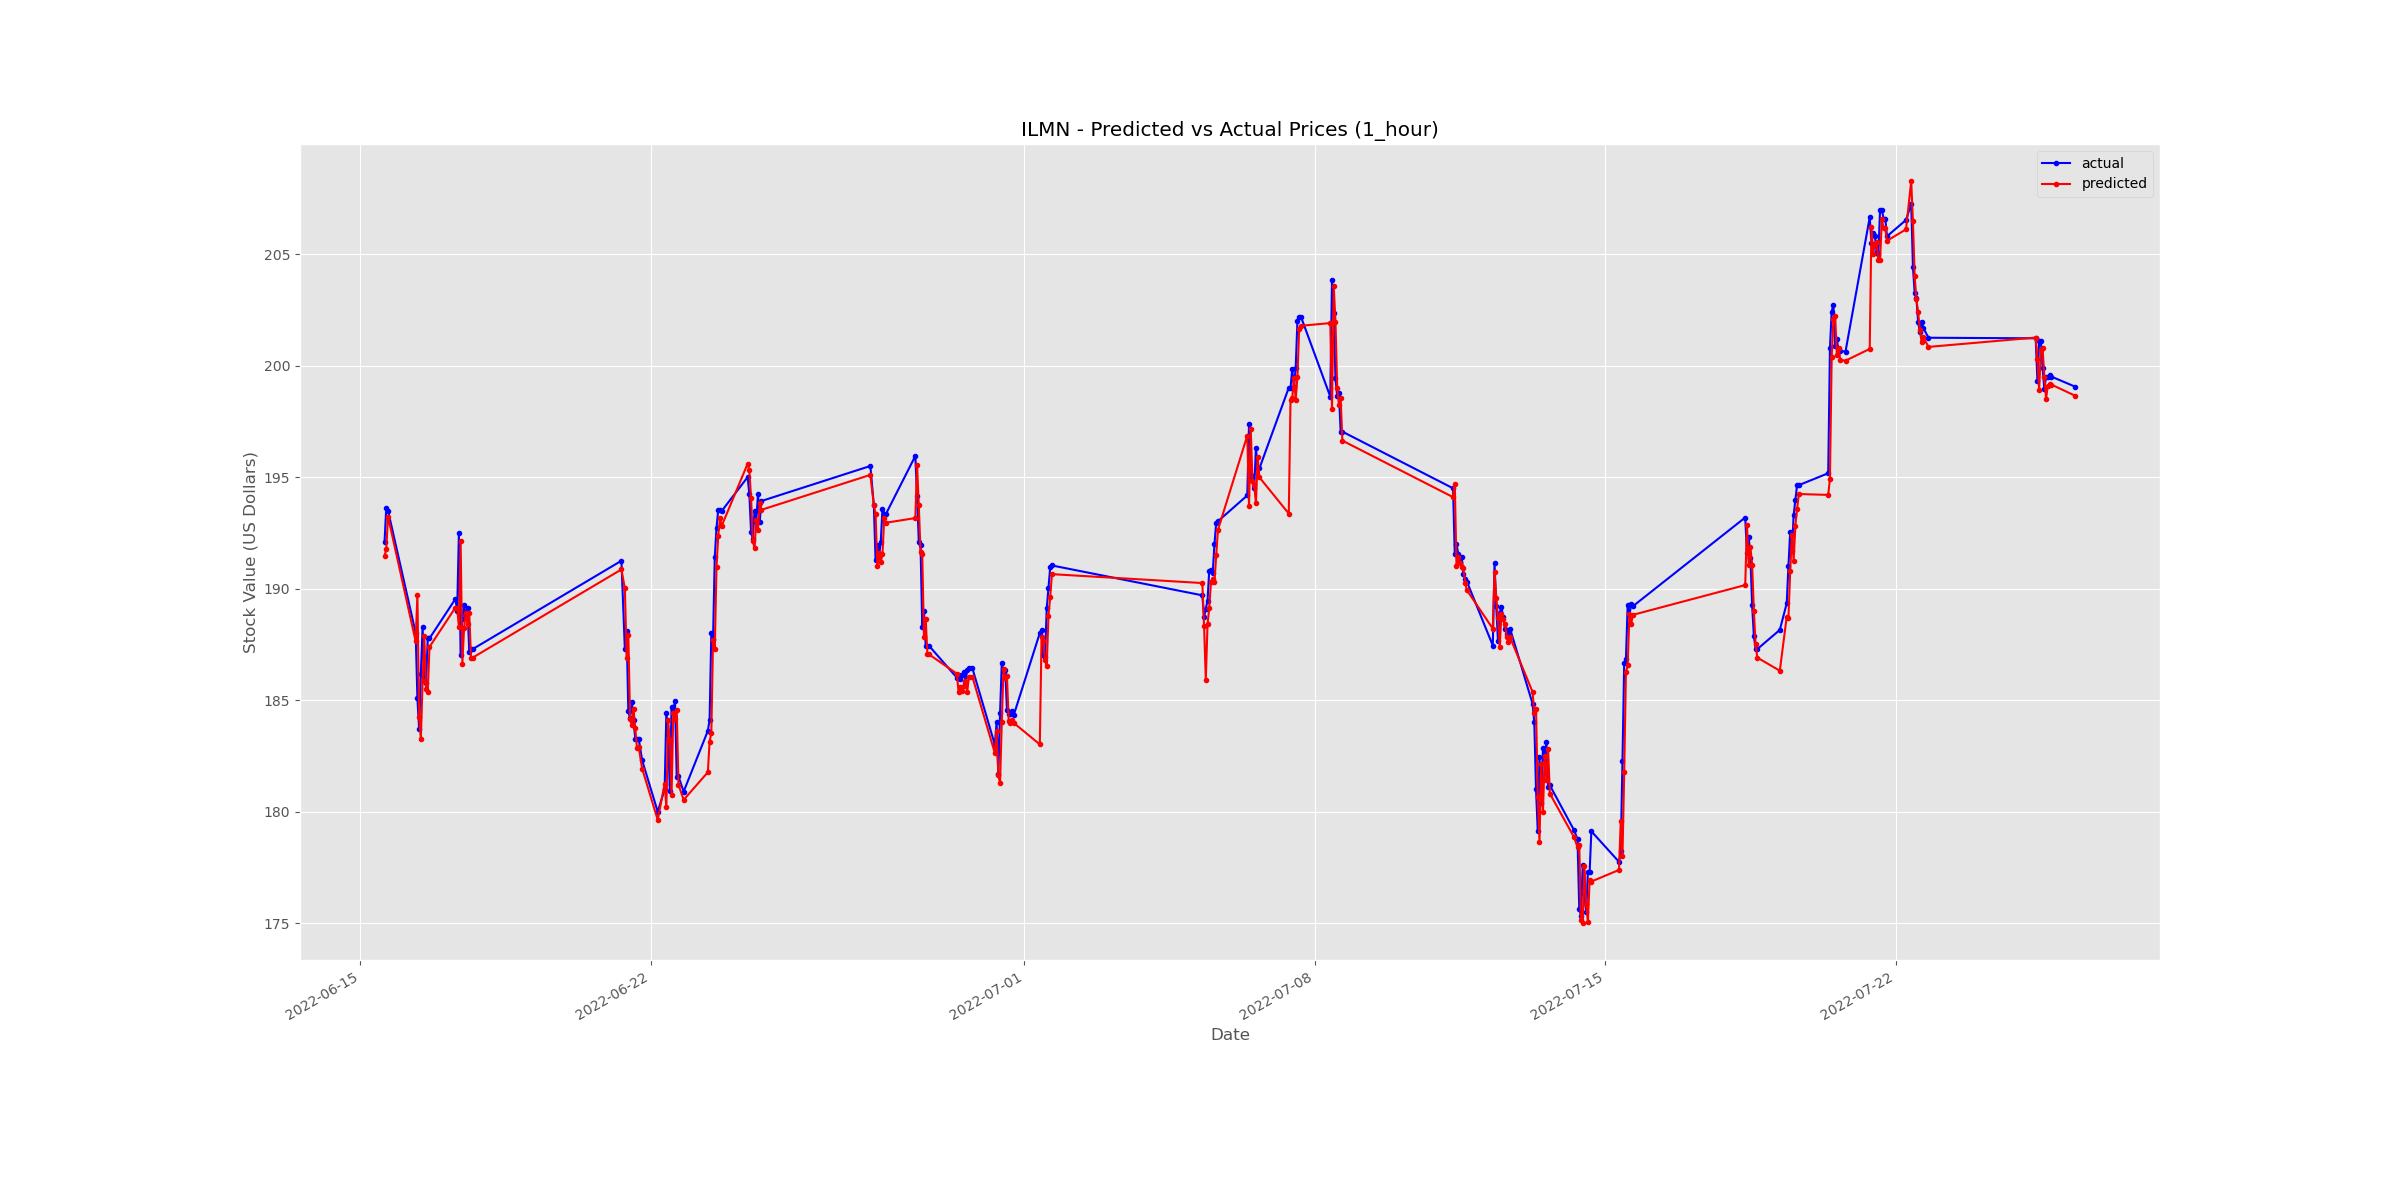 ILMN - Predicted vs Actual Prices (1_hour)
actual
predicted
Stock Value (US Dollars)
205
200
195
190
185
180
175
2022-06-15
2022-06-22
2022-07-01
2022-07-08
2022-07-15
2022-07-22
Date